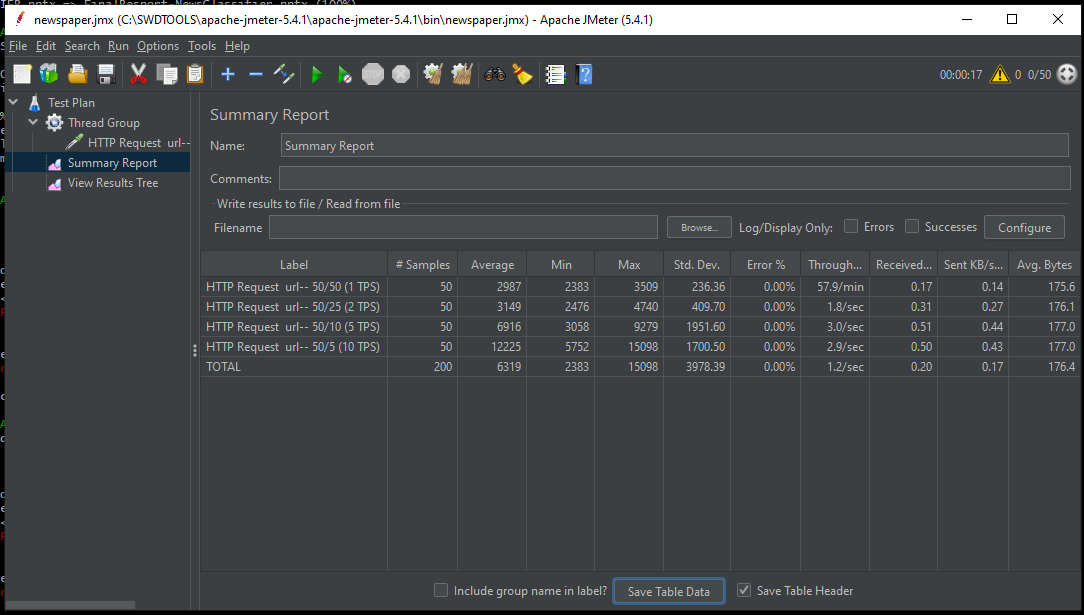 newspaper.jmx (C:\SWDTOOLS\apache-jmeter-5.4.1\apache-jmeter-5.4.1\bin\newspaper.jmx) - Apache JMeter (5.4.1)
File Edit Search Run Options Tools Help
00:00:17 0 0/50
Test Plan
Thread Group
HTTP Request url--
Summary Report
View Results Tree
Summary Report
Name: Summary Report
Comments:
Write results to file / Read from file
Filename Browse... Log/Display Only: Errors Successes Configure
Label # Samples Average Min Max Std. Dev. Error % Through... Received... Sent KB/s... Avg. Bytes
HTTP Request url-- 50/50 (1 TPS) 50 2987 2383 3509 236.36 0.00% 57.9/min 0.17 0.14 175.6
HTTP Request url-- 50/25 (2 TPS) 50 3149 2476 4740 409.70 0.00% 1.8/sec 0.31 0.27 176.1
HTTP Request url-- 50/10 (5 TPS) 50 6916 3058 9279 1951.60 0.00% 3.0/sec 0.51 0.44 177.0
HTTP Request url-- 50/5 (10 TPS) 50 12225 5752 15098 1700.50 0.00% 2.9/sec 0.50 0.43 177.0
TOTAL 200 6319 2383 15098 3978.39 0.00% 1.2/sec 0.20 0.17 176.4
Include group name in label? Save Table Data Save Table Header